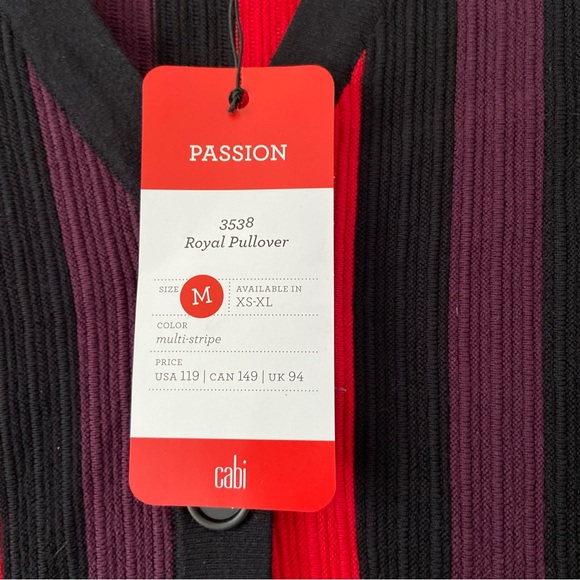 PASSION
3538
Royal Pullover
SIZE M AVAILABLE IN
XS-XL
COLOR
multi-stripe
PRICE
USA 119 | CAN 149 | UK 94
cabi